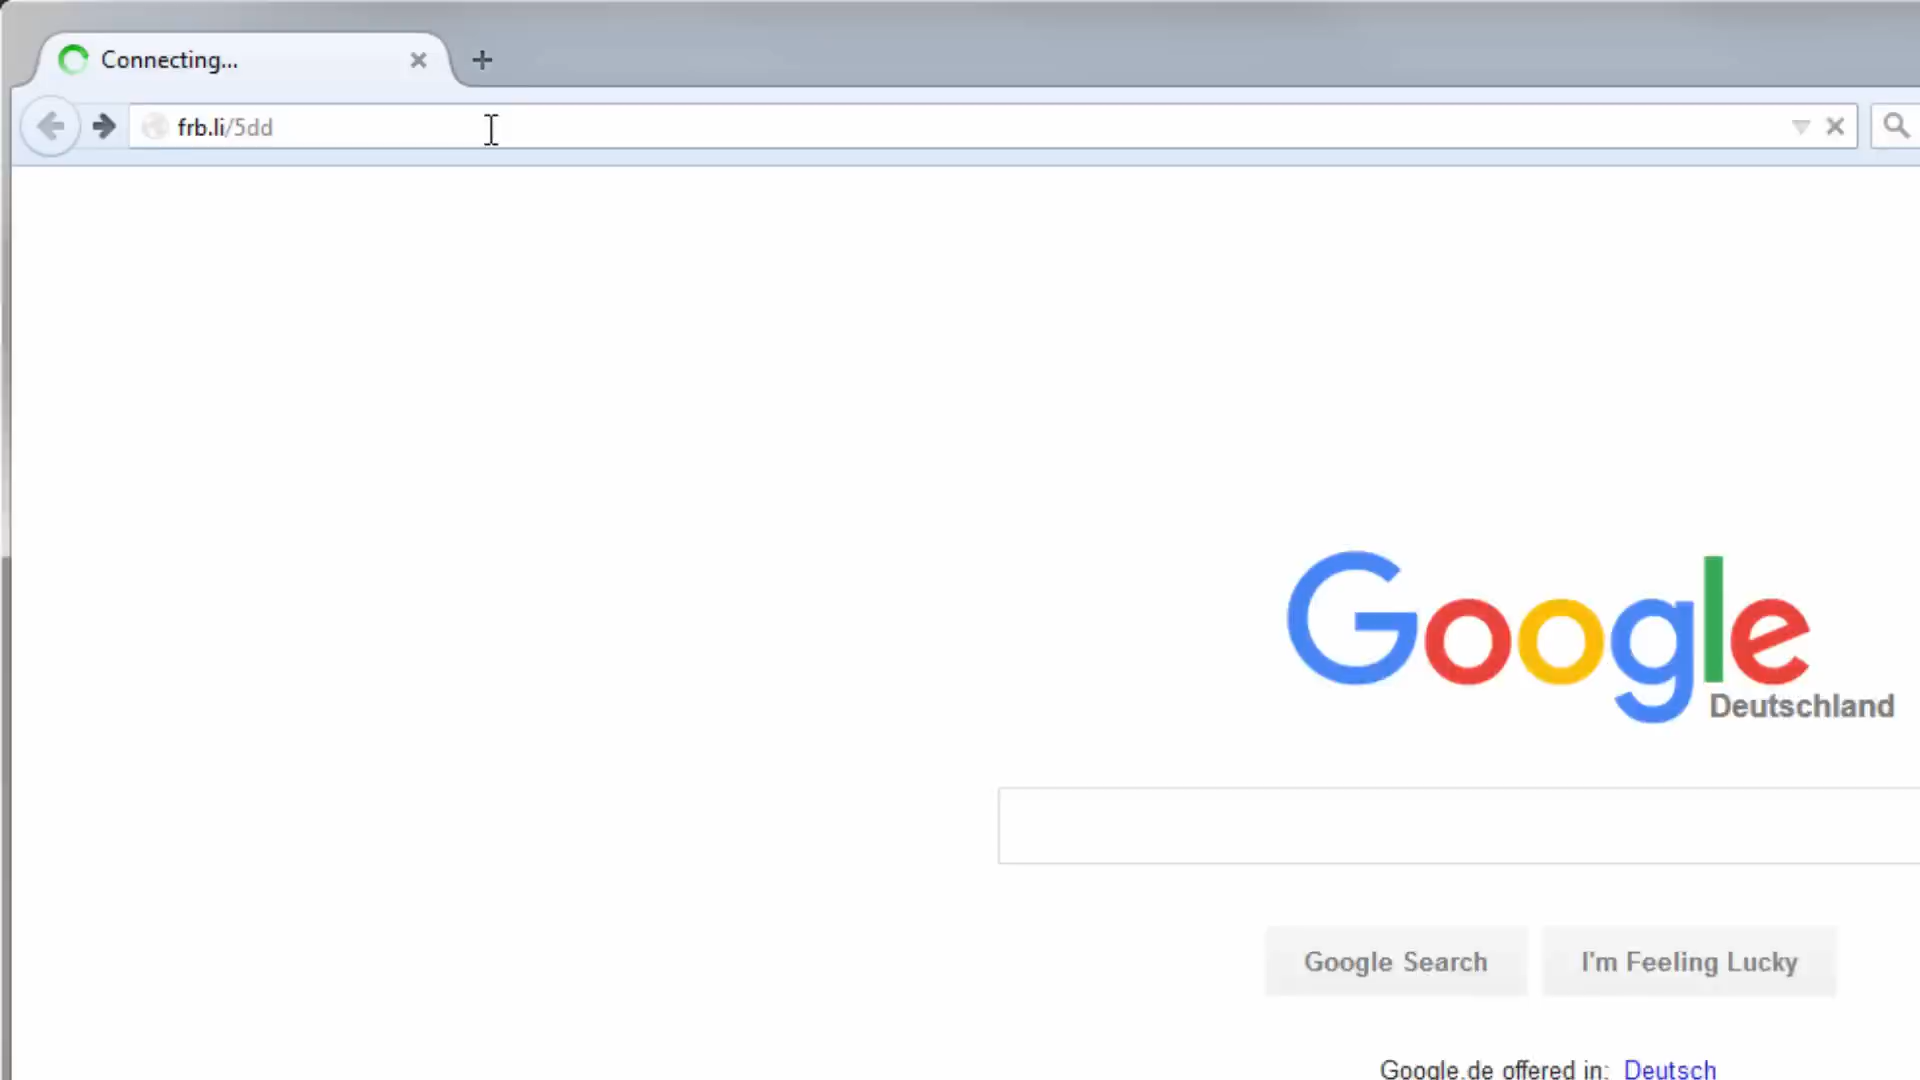 Connecting...
frb.li/5dd
Google
Deutschland
Google Search I'm Feeling Lucky
Google.de offered in: Deutsch